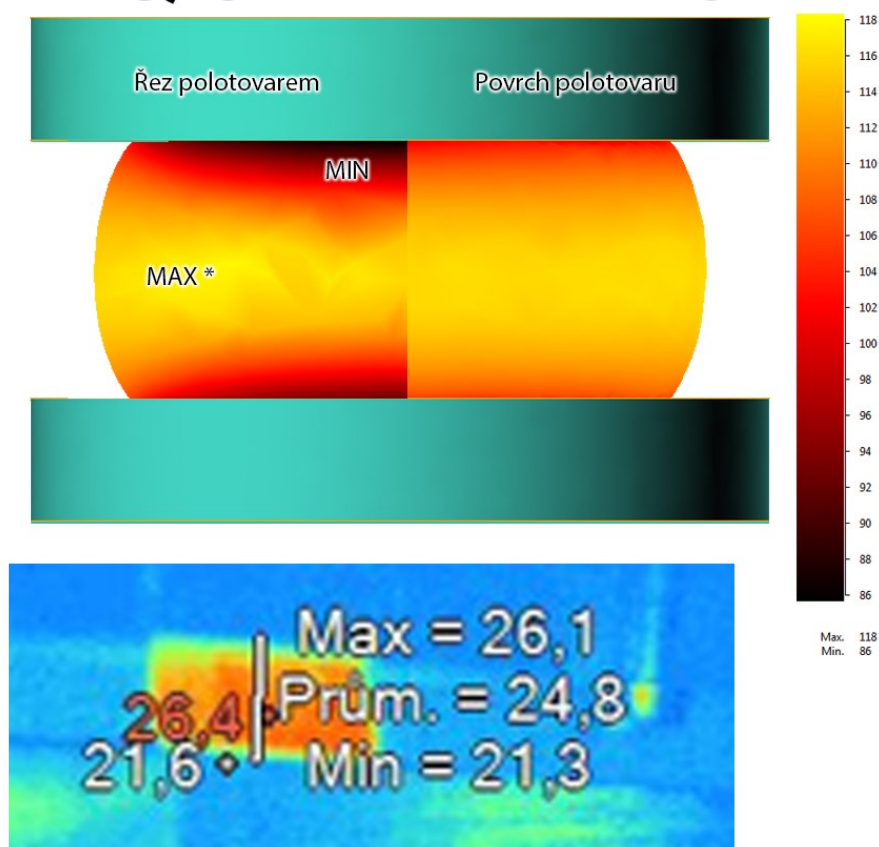 Řez polotovarem Povrch polotovaru
MIN
MAX *
118
116
114
112
110
108
106
104
102
100
98
96
94
92
90
88
86
Max. 118
Min. 86
Max = 26,1
26,4 Prům. = 24,8
21,6 Min = 21,3